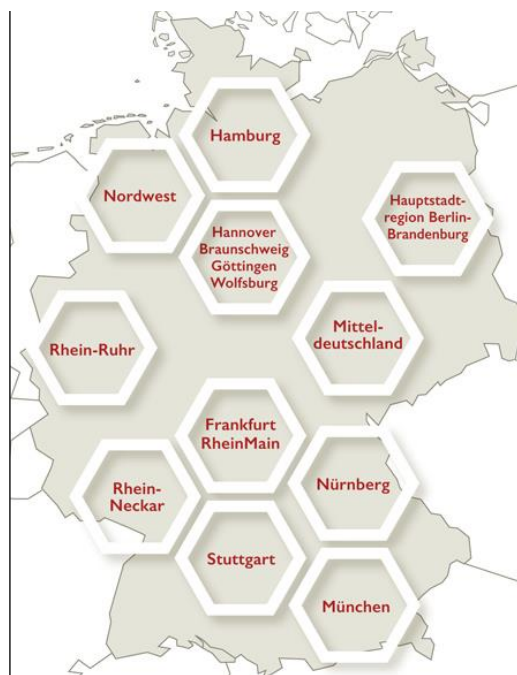 Hamburg
Nordwest
Hauptstadt-
region Berlin-
Brandenburg
Hannover
Braunschweig
Göttingen
Wolfsburg
Mittel-
deutschland
Rhein-Ruhr
Frankfurt
RheinMain
Rhein-
Neckar
Nürnberg
Stuttgart
München